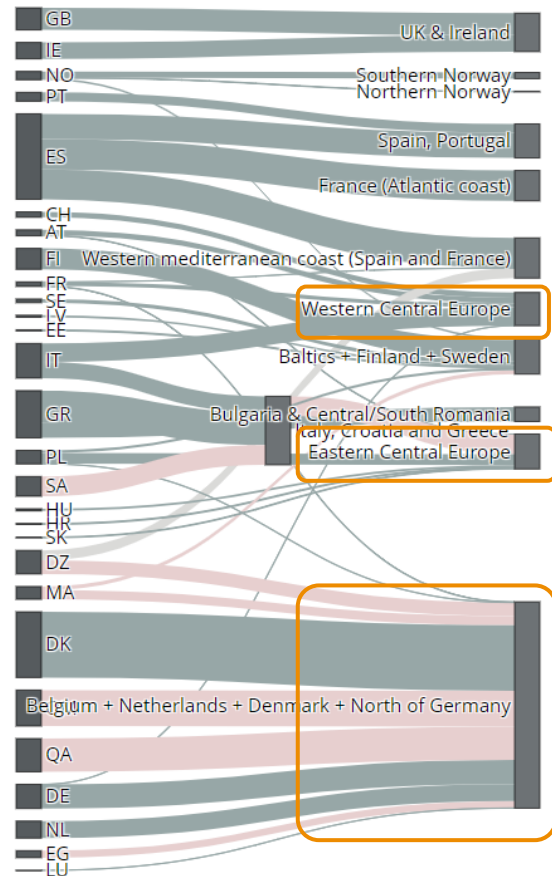 GB
IE
NO
PT
ES
CH
AT
FI
FR
SE
LV
EE
IT
GR
PL
SA
HU
HR
SK
DZ
MA
DK
QA
DE
NL
EG
LU
UK & Ireland
Southern Norway
Northern Norway
Spain, Portugal
France (Atlantic coast)
Western mediterranean coast (Spain and France)
Western Central Europe
Baltics + Finland + Sweden
Bulgaria & Central/South Romania
Italy, Croatia and Greece
Eastern Central Europe
Belgium + Netherlands + Denmark + North of Germany